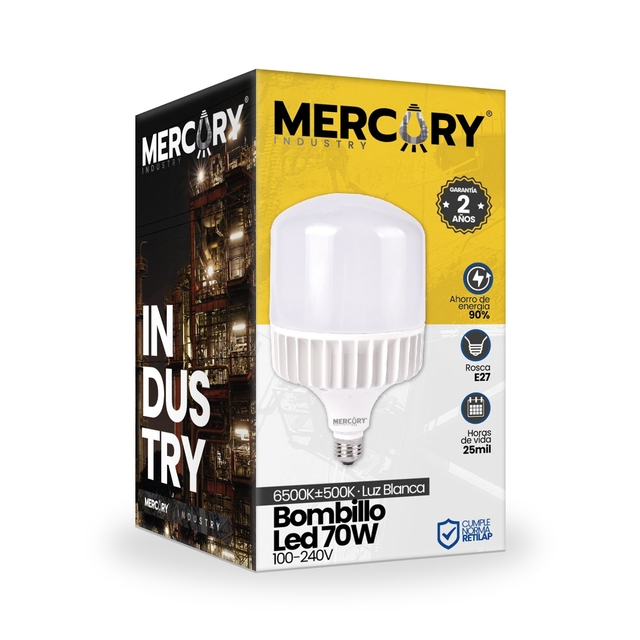 MERCURY®
INDUSTRY
IN
DUS
TRY
MERCURY INDUSTRY
MERCURY®
INDUSTRY
GARANTÍA
2
AÑOS
Ahorro de
energía
90%
Rosca
E27
Horas
de vida
25mil
MERCURY
6500K±500K · Luz Blanca
Bombillo
Led 70W
100-240V
CUMPLE
NORMA
RETILAP